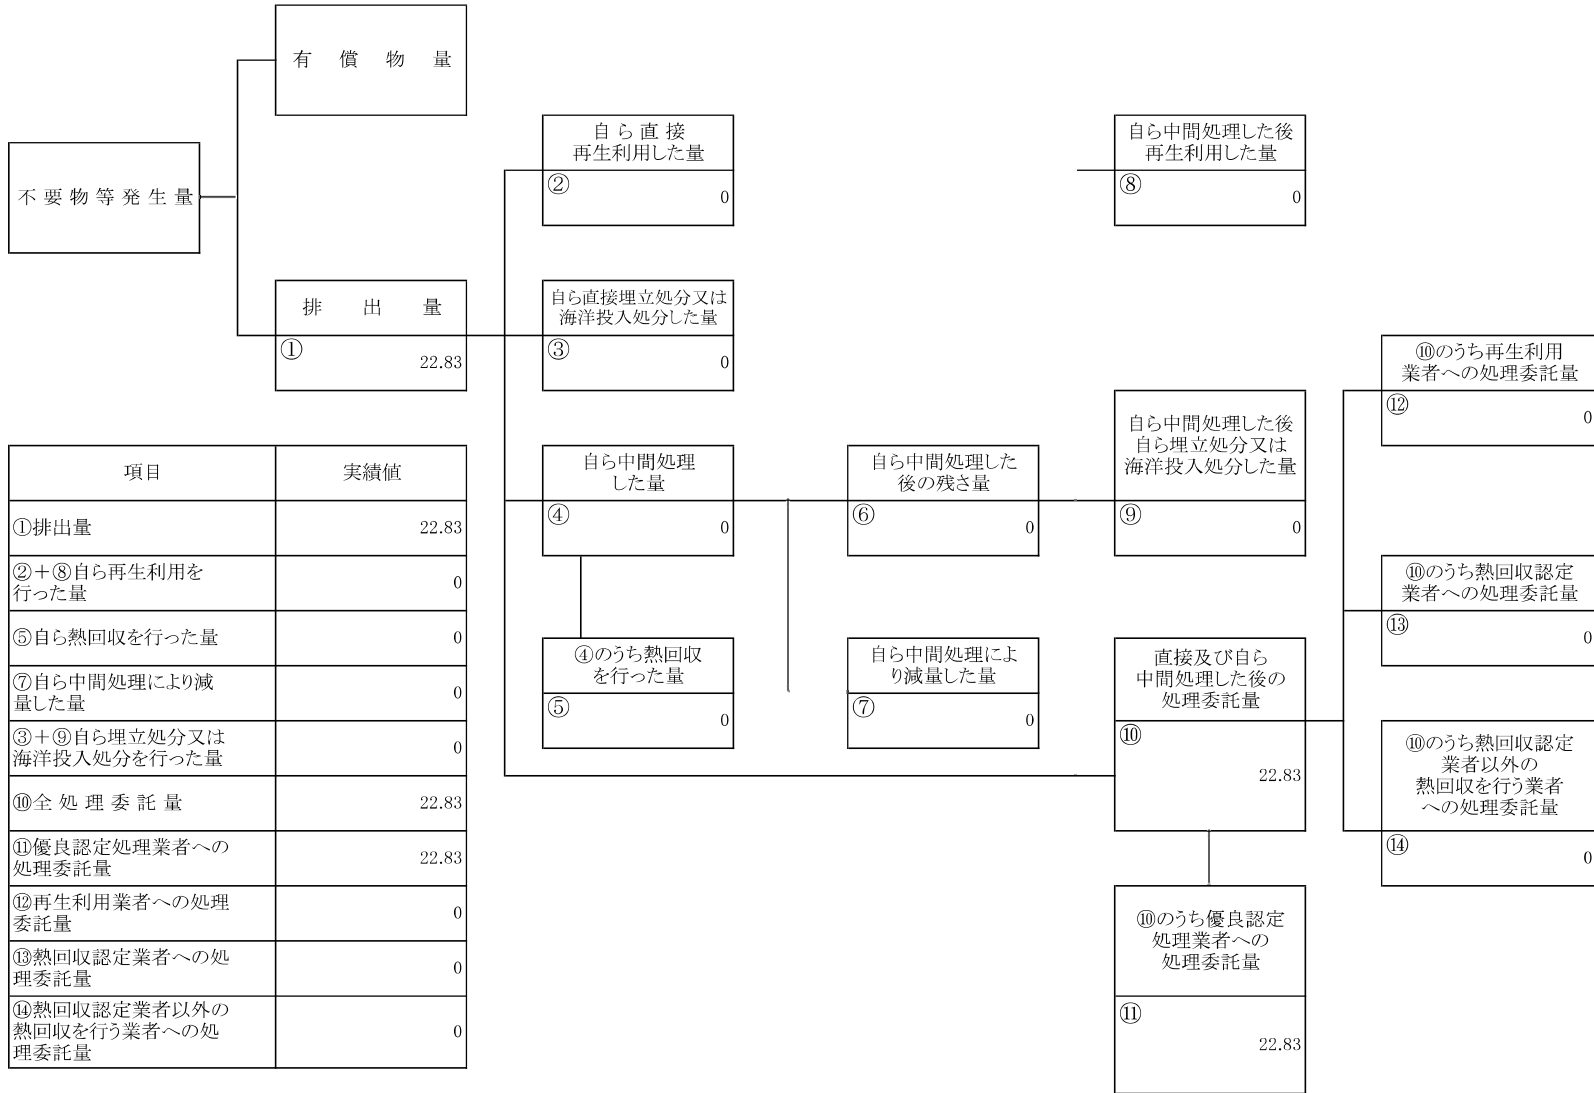 有償物量
不要物等発生量
排出量
①
22.83
自ら直接
再生利用した量
②
0
自ら直接埋立処分又は
海洋投入処分した量
③
0
自ら中間処理
した量
④
0
④のうち熱回収
を行った量
⑤
0
自ら中間処理した
後の残さ量
⑥
0
自ら中間処理によ
り減量した量
⑦
0
自ら中間処理した後
再生利用した量
⑧
0
自ら中間処理した後
自ら埋立処分又は
海洋投入処分した量
⑨
0
直接及び自ら
中間処理した後の
処理委託量
⑩
22.83
⑩のうち優良認定
処理業者への
処理委託量
⑪
22.83
⑩のうち再生利用
業者への処理委託量
⑫
0
⑩のうち熱回収認定
業者への処理委託量
⑬
0
⑩のうち熱回収認定
業者以外の
熱回収を行う業者
への処理委託量
⑭
0
項目 実績値
①排出量 22.83
②+⑧自ら再生利用を
行った量 0
⑤自ら熱回収を行った量 0
⑦自ら中間処理により減
量した量 0
③+⑨自ら埋立処分又は
海洋投入処分を行った量 0
⑩全処理委託量 22.83
⑪優良認定処理業者への
処理委託量 22.83
⑫再生利用業者への処理
委託量 0
⑬熱回収認定業者への処
理委託量 0
⑭熱回収認定業者以外の
熱回収を行う業者への処
理委託量 0